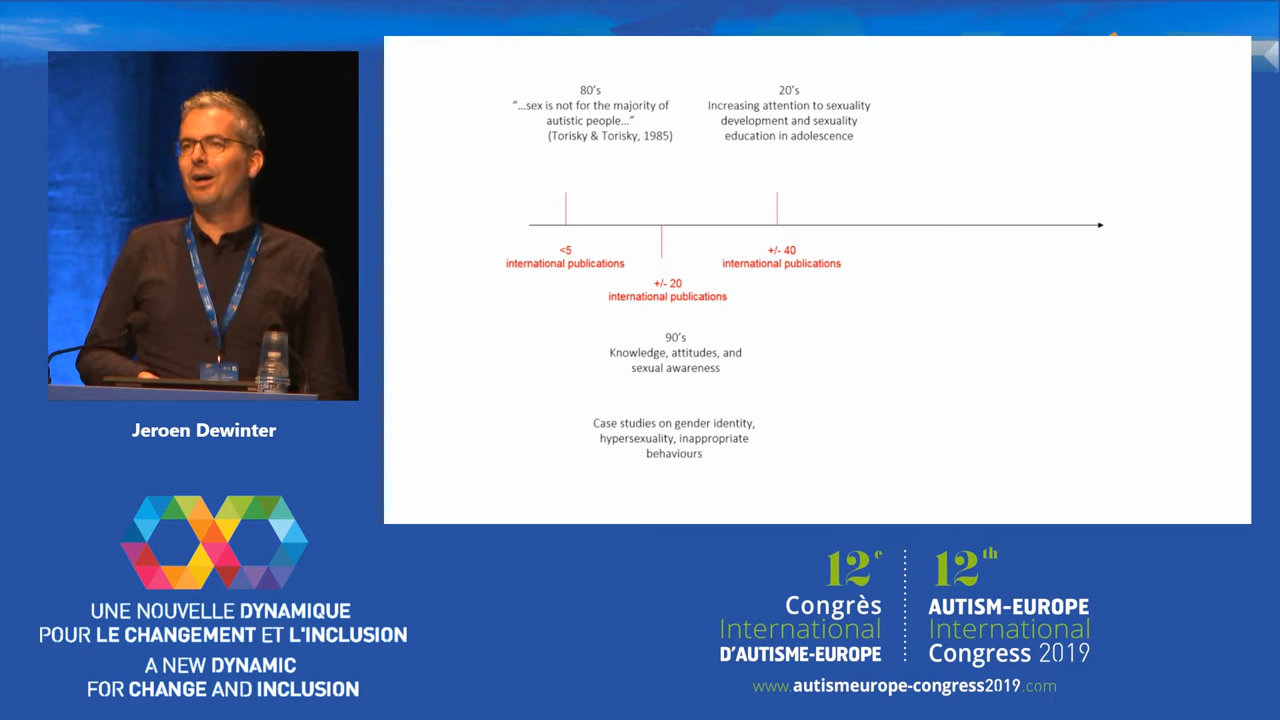 80's
"...sex is not for the majority of
autistic people..."
(Torisky & Torisky, 1985)
20's
Increasing attention to sexuality
development and sexuality
education in adolescence
<5
international publications
+/- 20
international publications
+/- 40
international publications
90's
Knowledge, attitudes, and
sexual awareness
Case studies on gender identity,
hypersexuality, inappropriate
behaviours
Jeroen Dewinter
UNE NOUVELLE DYNAMIQUE
POUR LE CHANGEMENT ET L'INCLUSION
A NEW DYNAMIC
FOR CHANGE AND INCLUSION
12e
Congrès
International
D'AUTISME-EUROPE
12th
AUTISM-EUROPE
International
Congress 2019
www.autismeurope-congress2019.com